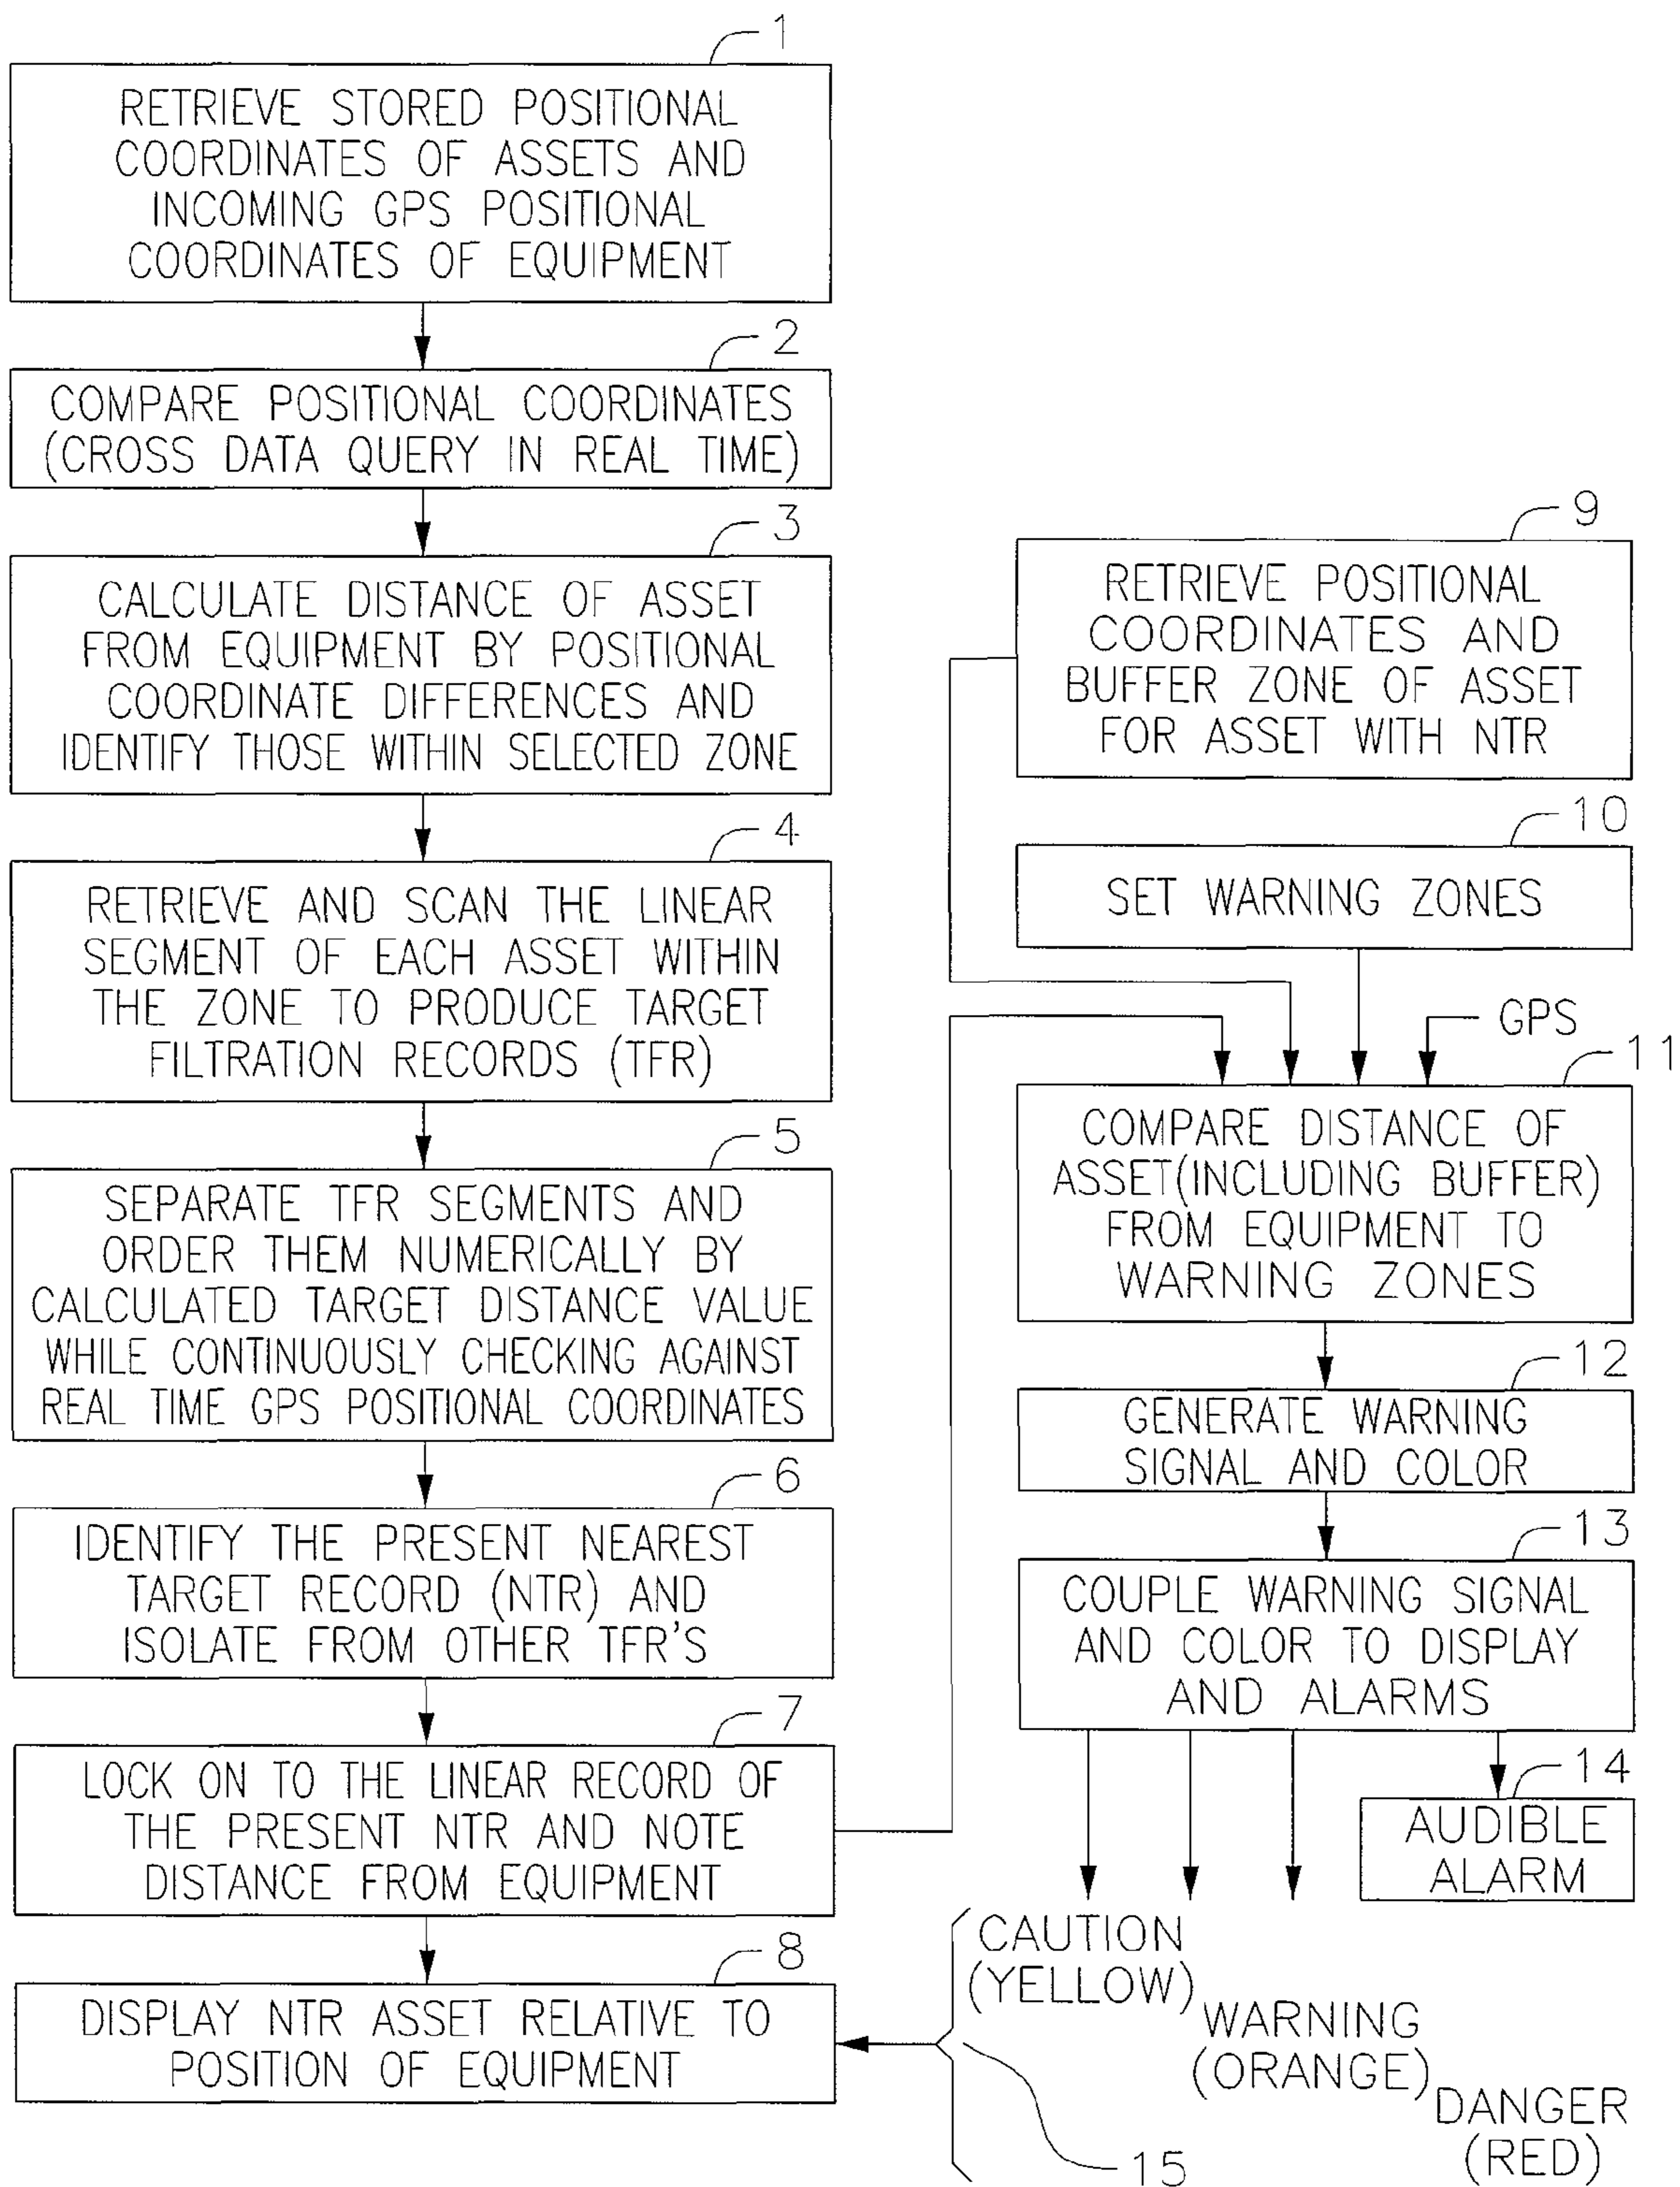 1
RETRIEVE STORED POSITIONAL
COORDINATES OF ASSETS AND
INCOMING GPS POSITIONAL
COORDINATES OF EQUIPMENT
2
COMPARE POSITIONAL COORDINATES
(CROSS DATA QUERY IN REAL TIME)
3
CALCULATE DISTANCE OF ASSET
FROM EQUIPMENT BY POSITIONAL
COORDINATE DIFFERENCES AND
IDENTIFY THOSE WITHIN SELECTED ZONE
4
RETRIEVE AND SCAN THE LINEAR
SEGMENT OF EACH ASSET WITHIN
THE ZONE TO PRODUCE TARGET
FILTRATION RECORDS (TFR)
5
SEPARATE TFR SEGMENTS AND
ORDER THEM NUMERICALLY BY
CALCULATED TARGET DISTANCE VALUE
WHILE CONTINUOUSLY CHECKING AGAINST
REAL TIME GPS POSITIONAL COORDINATES
6
IDENTIFY THE PRESENT NEAREST
TARGET RECORD (NTR) AND
ISOLATE FROM OTHER TFR'S
7
LOCK ON TO THE LINEAR RECORD OF
THE PRESENT NTR AND NOTE
DISTANCE FROM EQUIPMENT
8
DISPLAY NTR ASSET RELATIVE TO
POSITION OF EQUIPMENT
9
RETRIEVE POSITIONAL
COORDINATES AND
BUFFER ZONE OF ASSET
FOR ASSET WITH NTR
10
SET WARNING ZONES
GPS
11
COMPARE DISTANCE OF
ASSET(INCLUDING BUFFER)
FROM EQUIPMENT TO
WARNING ZONES
12
GENERATE WARNING
SIGNAL AND COLOR
13
COUPLE WARNING SIGNAL
AND COLOR TO DISPLAY
AND ALARMS
14
AUDIBLE
ALARM
CAUTION
(YELLOW)
WARNING
(ORANGE)
DANGER
(RED)
15